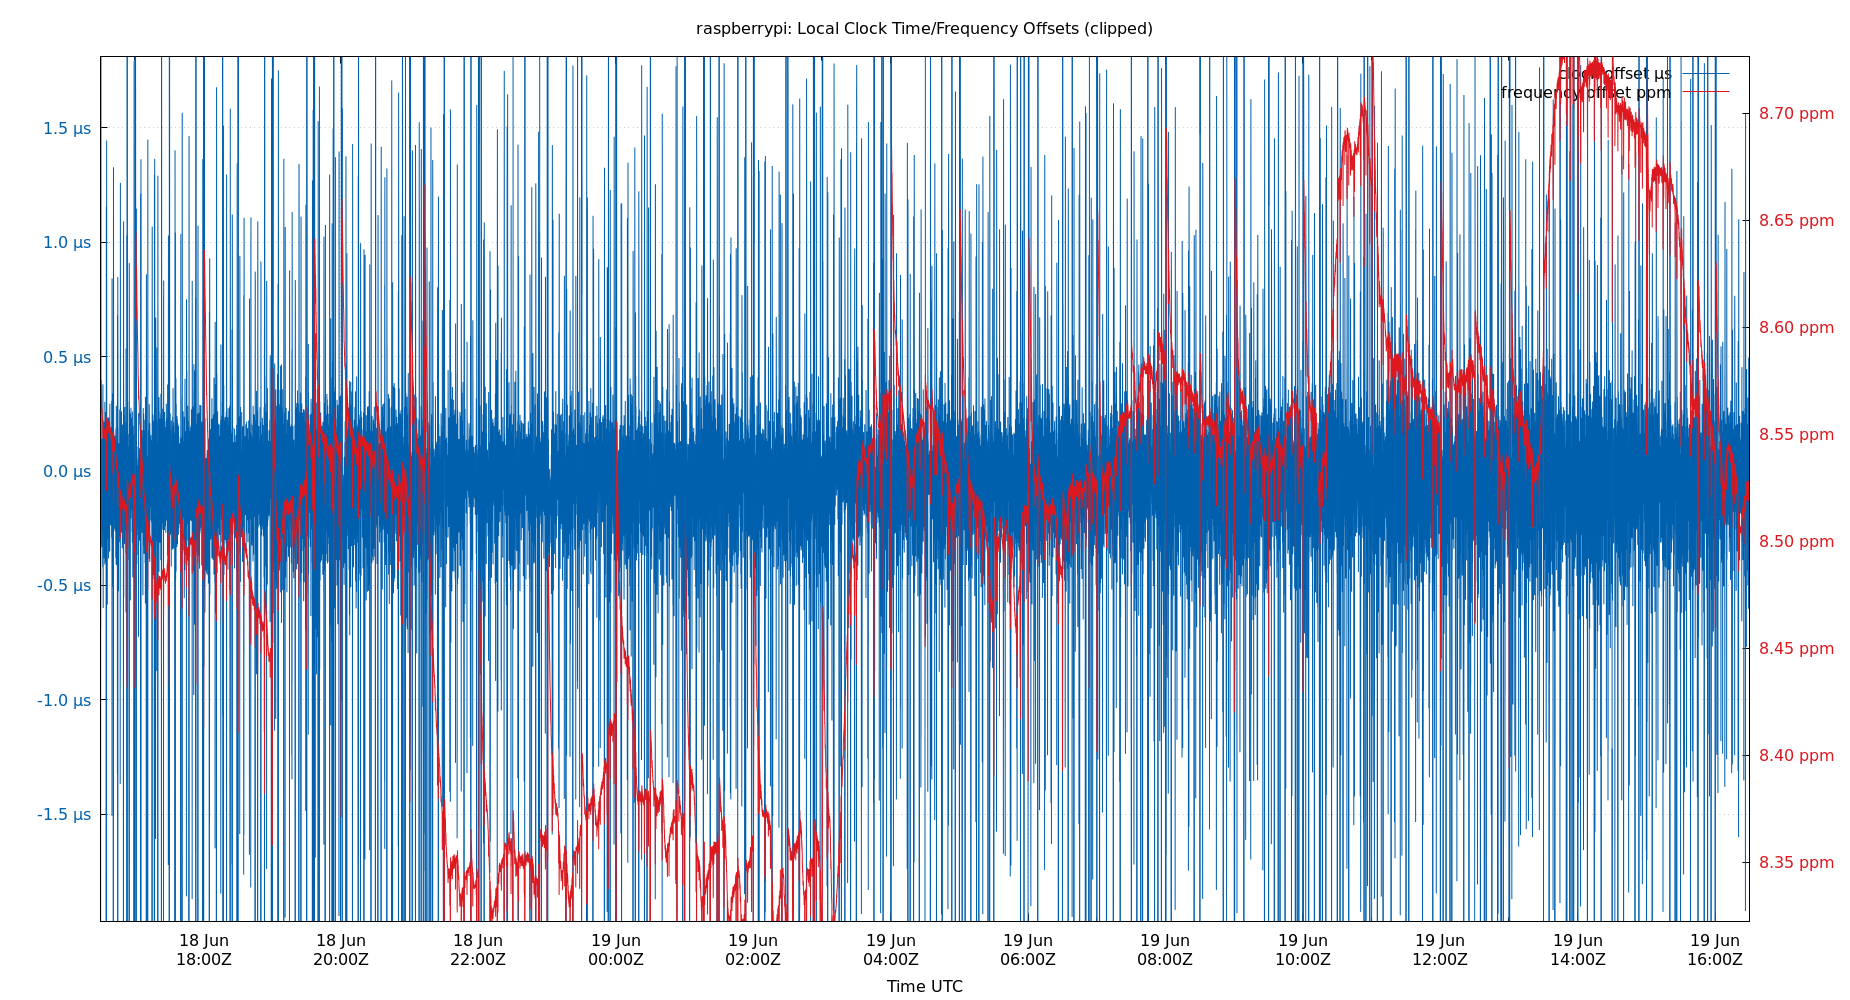 raspberrypi: Local Clock Time/Frequency Offsets (clipped)
clock offset µs
frequency offset ppm
1.5 µs
1.0 µs
0.5 µs
0.0 µs
-0.5 µs
-1.0 µs
-1.5 µs
8.70 ppm
8.65 ppm
8.60 ppm
8.55 ppm
8.50 ppm
8.45 ppm
8.40 ppm
8.35 ppm
18 Jun
18:00Z
18 Jun
20:00Z
18 Jun
22:00Z
19 Jun
00:00Z
19 Jun
02:00Z
19 Jun
04:00Z
19 Jun
06:00Z
19 Jun
08:00Z
19 Jun
10:00Z
19 Jun
12:00Z
19 Jun
14:00Z
19 Jun
16:00Z
Time UTC